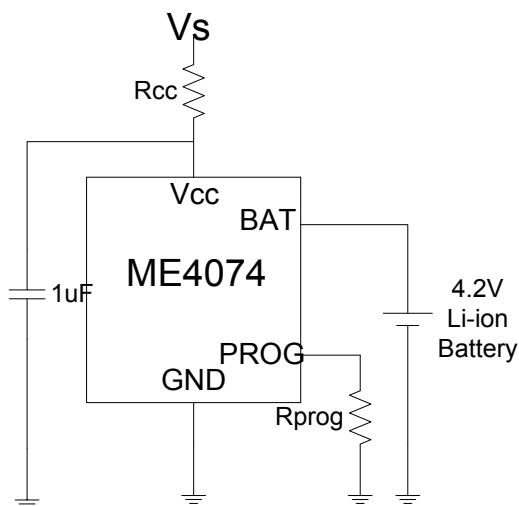 Vs
Rcc
Vcc
BAT
ME4074
1uF
4.2V
Li-ion
Battery
PROG
GND
Rprog